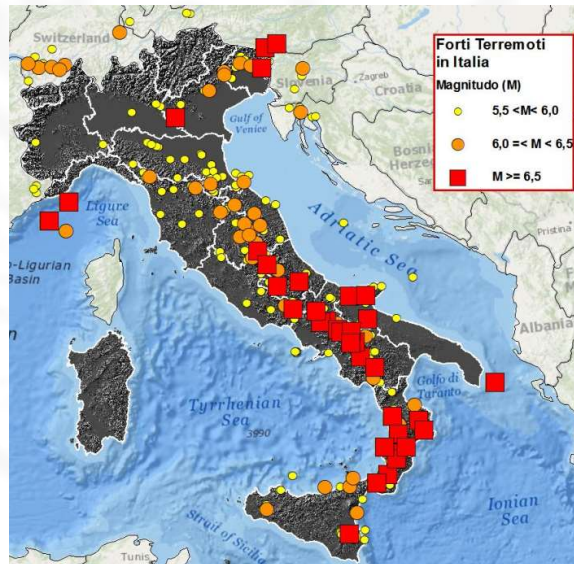 Switzerland
Slovenia
Zagreb
Croatia
Gulf of
Venice
Ligure
Sea
Adriatic Sea
Pristina
o-Ligurian
Basin
Albania
Golfo di
Taranto
Tyrrhenian
Sea
3990
Ionian
Sea
Strait of Sicilia
Tunis
Forti Terremoti
in Italia
Magnitudo (M)
5,5 <M< 6,0
6,0 =< M < 6,5
M >= 6,5